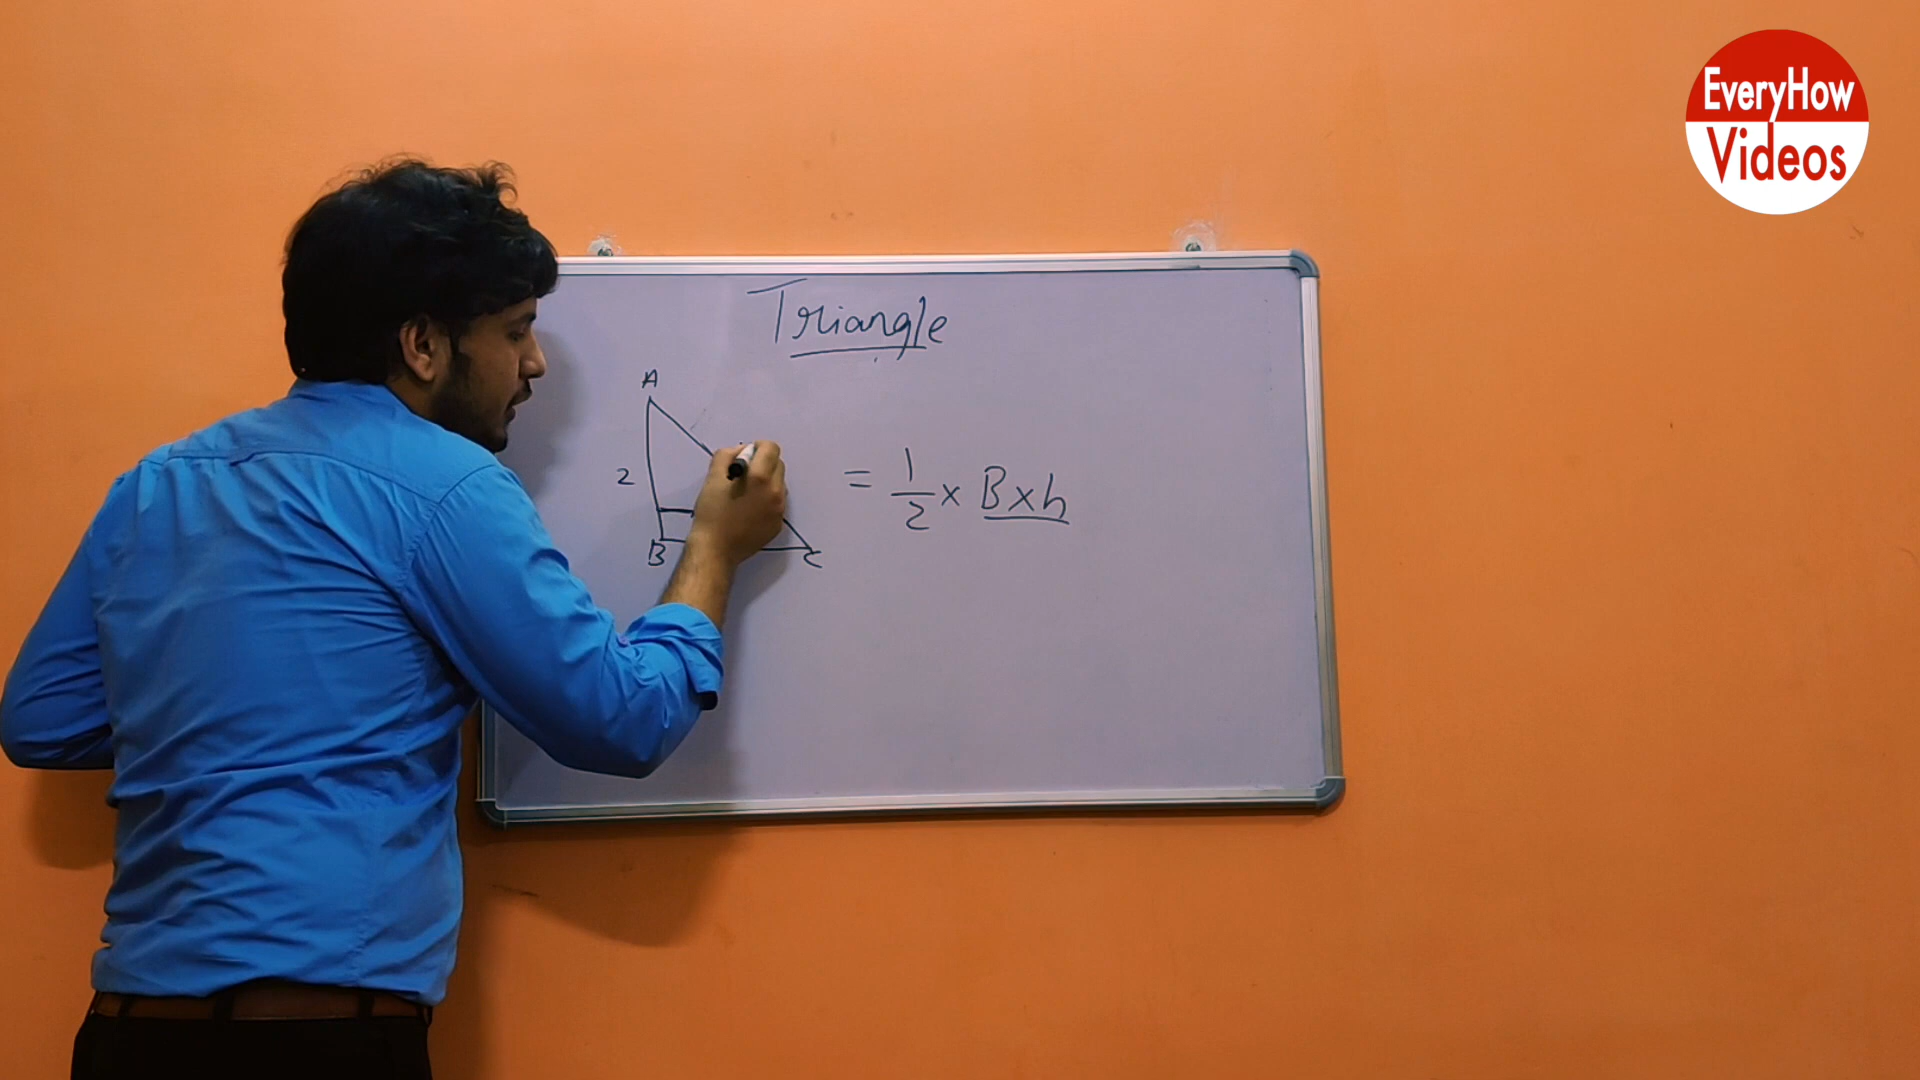 EveryHow
Videos
Triangle
A
2
= 1/2 x B x h
B
C